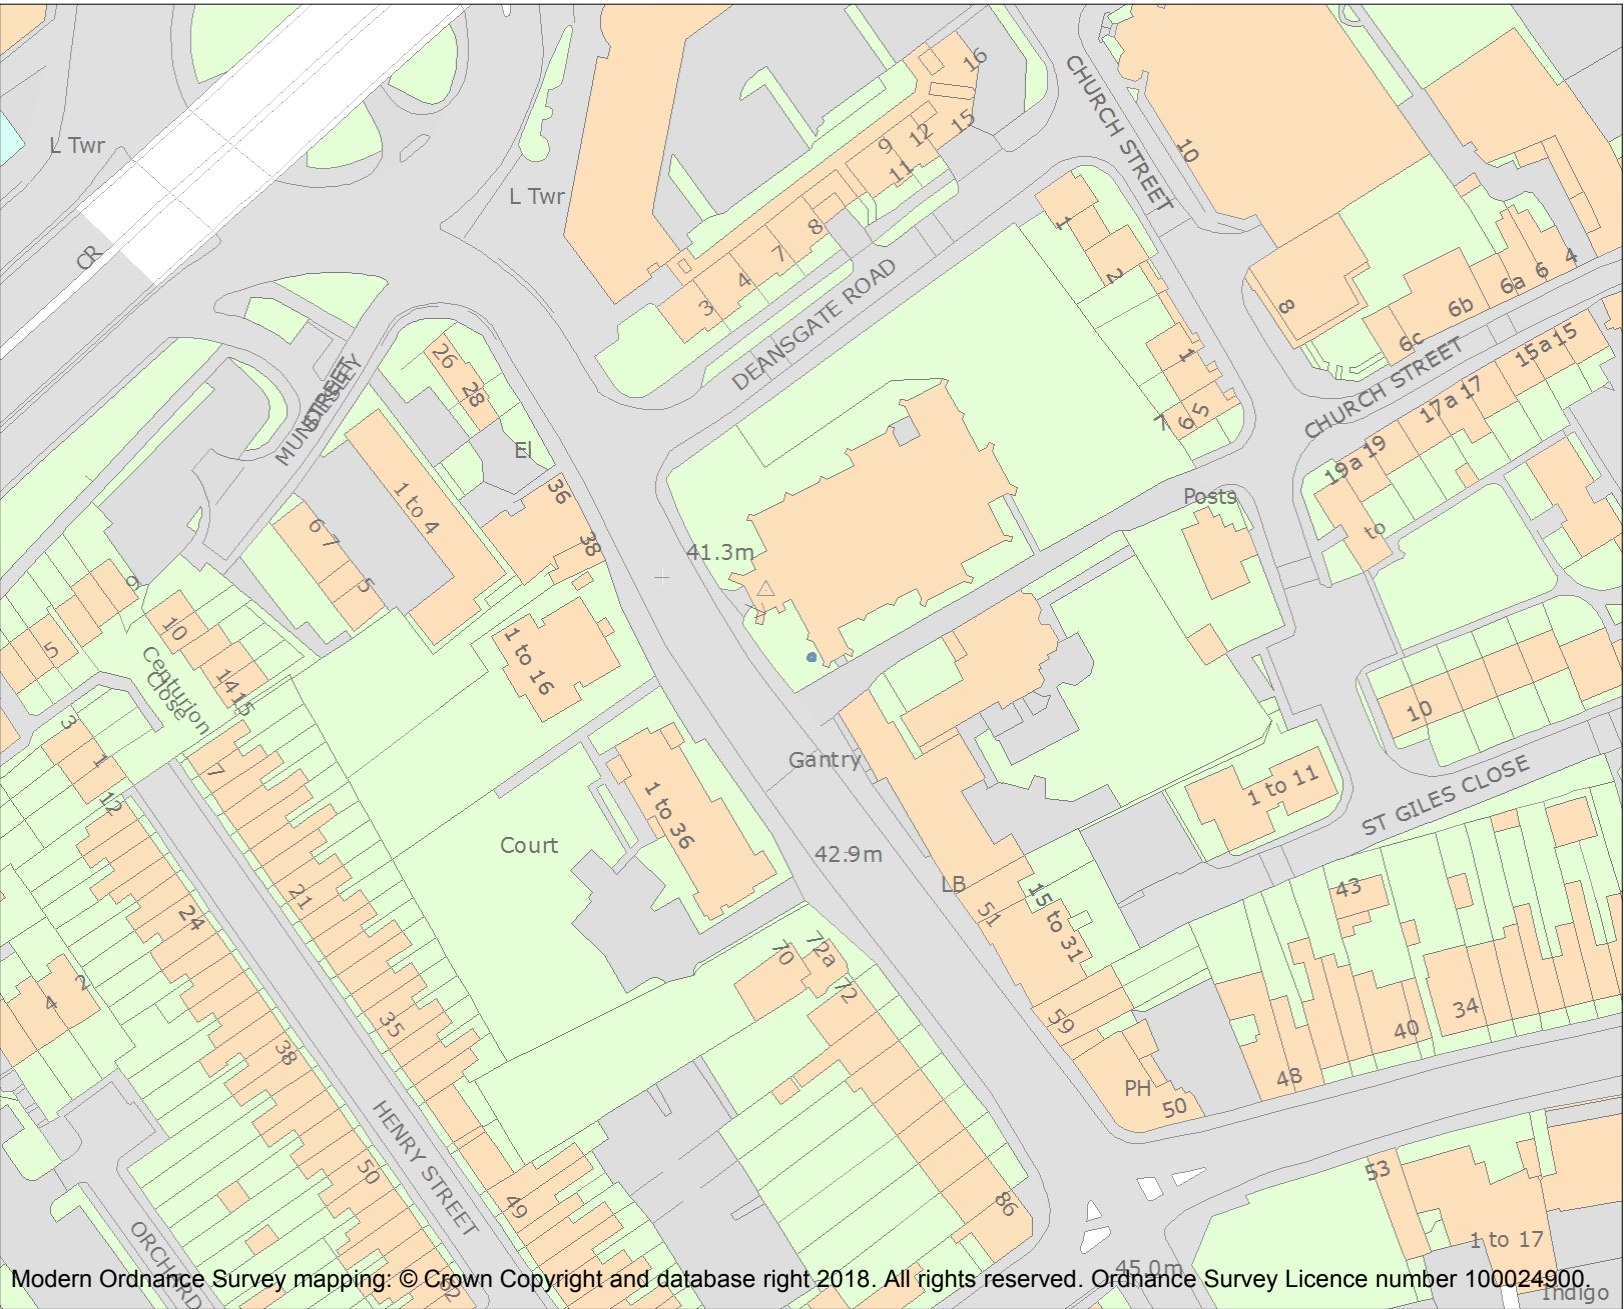 16
CHURCH STREET
L Twr
10
9
12
15
11
L Twr
1
8
CR
7
2
4
6a
6
4
3
DEANSGATE ROAD
8
6b
6c
15a 15
26
1
CHURCH STREET
28
17a 17
7
6
5
El
19a 19
36
Posts
1 to 4
6 7
to
38
41.3m
9
5
10
5
1 to 16
Centurion
Close
14 15
3
10
1
7
Gantry
1 to 11
12
1 to 36
ST GILES CLOSE
Court
42.9m
LB
43
21
51
15 to 31
24
70
72a
2
72
4
34
35
59
40
38
48
PH
50
HENRY STREET
50
53
49
86
ORCHARD
1 to 17
45.0m
52
Indigo
Modern Ordnance Survey mapping: © Crown Copyright and database right 2018. All rights reserved. Ordnance Survey Licence number 100024900.